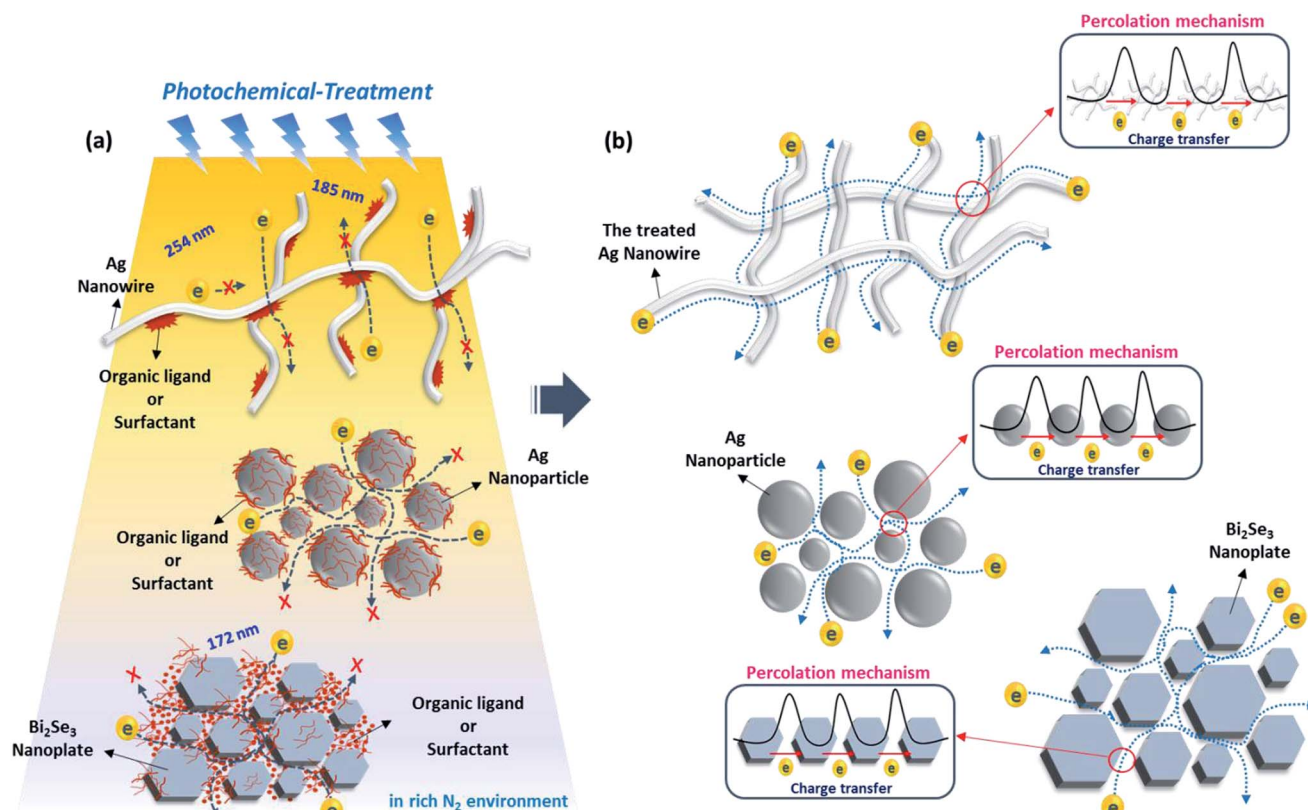 Photochemical-Treatment
(a)
185 nm
254 nm
e
e
e
e
X
X
X
X
Ag
Nanowire
Organic ligand
or
Surfactant
e
e
e
X
X
X
Ag
Nanoparticle
Organic ligand
or
Surfactant
172 nm
e
e
e
X
X
Bi₂Se₃
Nanoplate
Organic ligand
or
Surfactant
in rich N₂ environment
(b)
Percolation mechanism
e
e
e
Charge transfer
e
e
e
e
e
e
The treated
Ag Nanowire
Percolation mechanism
e
e
e
Charge transfer
Ag
Nanoparticle
e
e
e
e
Bi₂Se₃
Nanoplate
e
e
e
e
Percolation mechanism
e
e
e
Charge transfer